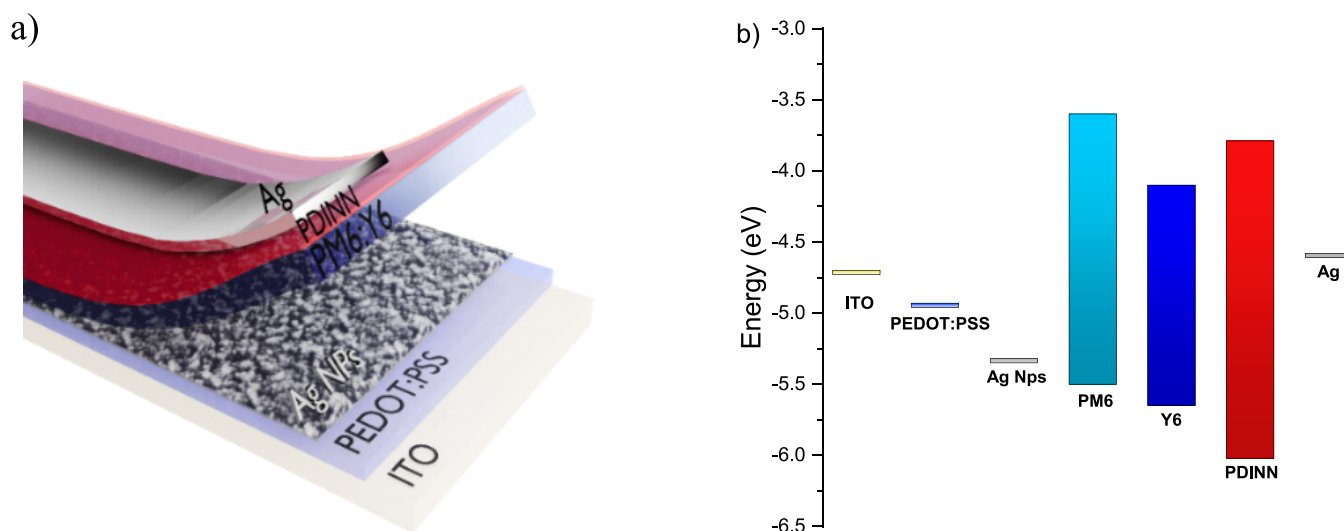 a)
Ag
PDINN
PM6:Y6
Ag NPs
PEDOT:PSS
ITO
b)
Energy (eV)
-3.0
-3.5
-4.0
-4.5
-5.0
-5.5
-6.0
-6.5
ITO
PEDOT:PSS
Ag Nps
PM6
Y6
PDINN
Ag